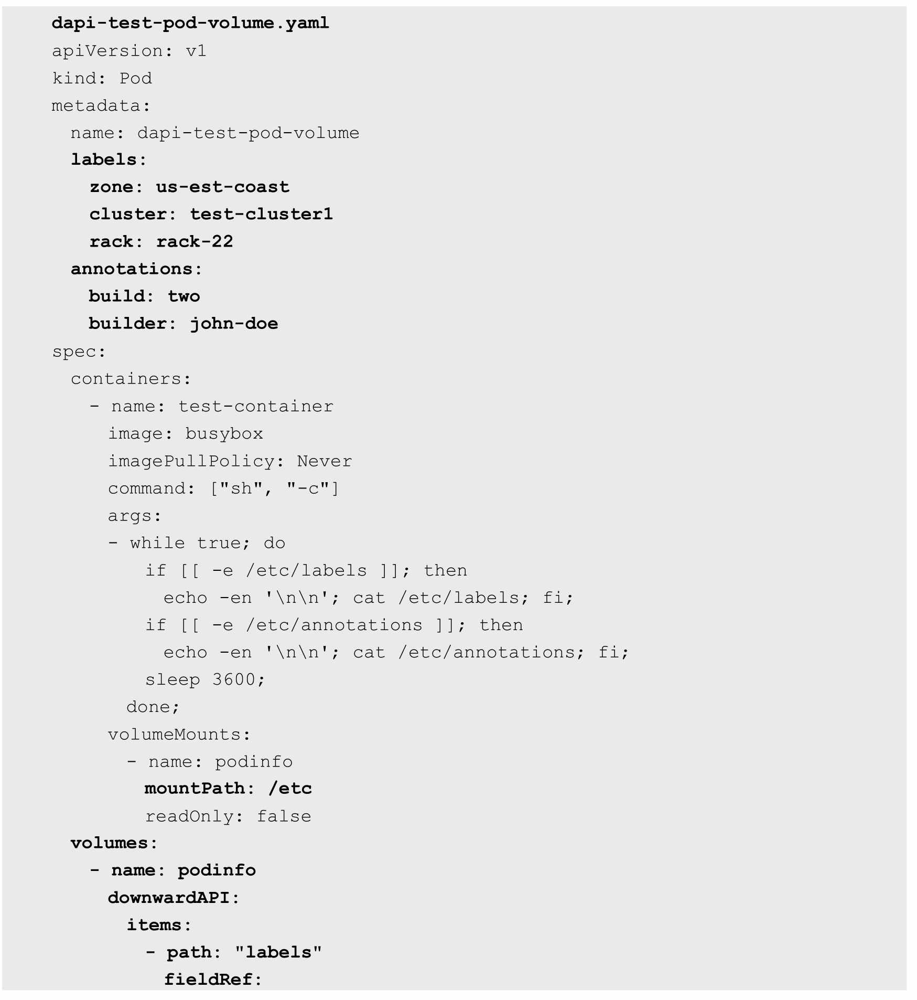 dapi-test-pod-volume.yaml
apiVersion: v1
kind: Pod
metadata:
  name: dapi-test-pod-volume
  labels:
    zone: us-est-coast
    cluster: test-cluster1
    rack: rack-22
  annotations:
    build: two
    builder: john-doe
spec:
  containers:
    - name: test-container
      image: busybox
      imagePullPolicy: Never
      command: ["sh", "-c"]
      args:
      - while true; do
          if [[ -e /etc/labels ]]; then
            echo -en '\n\n'; cat /etc/labels; fi;
          if [[ -e /etc/annotations ]]; then
            echo -en '\n\n'; cat /etc/annotations; fi;
          sleep 3600;
        done;
      volumeMounts:
        - name: podinfo
          mountPath: /etc
          readOnly: false
  volumes:
    - name: podinfo
      downwardAPI:
        items:
          - path: "labels"
            fieldRef: